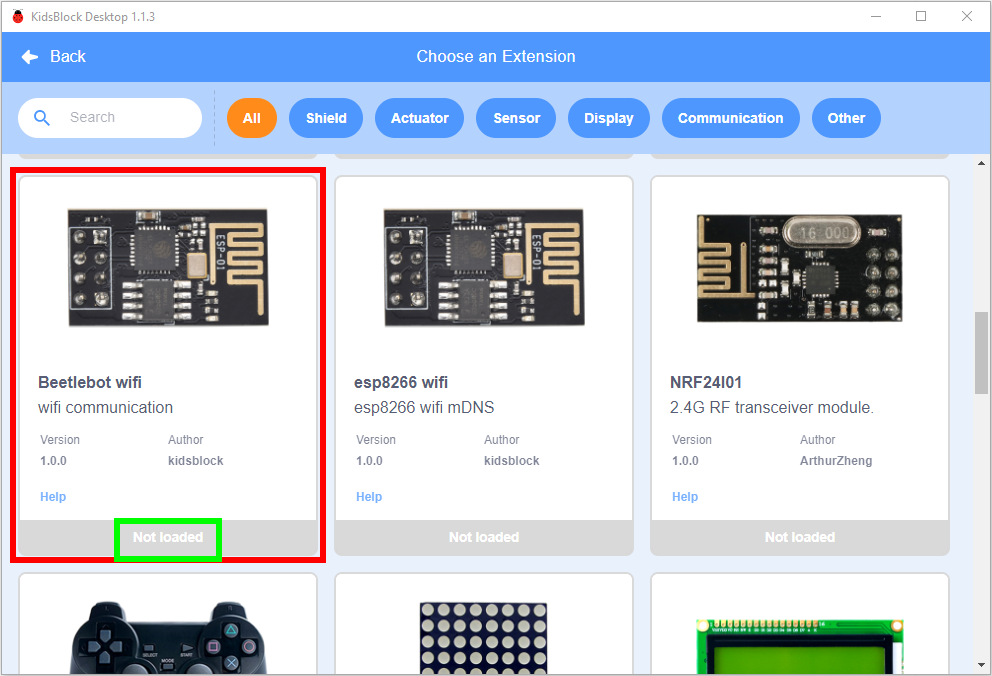 KidsBlock Desktop 1.1.3
Back
Choose an Extension
Search
All
Shield
Actuator
Sensor
Display
Communication
Other
ESP-01
ESP-01
16.000
Beetlebot wifi
wifi communication
Version
Author
1.0.0
kidsblock
Help
Not loaded
esp8266 wifi
esp8266 wifi mDNS
Version
Author
1.0.0
kidsblock
Help
Not loaded
NRF24l01
2.4G RF transceiver module.
Version
Author
1.0.0
ArthurZheng
Help
Not loaded
SELECT
START
MODE